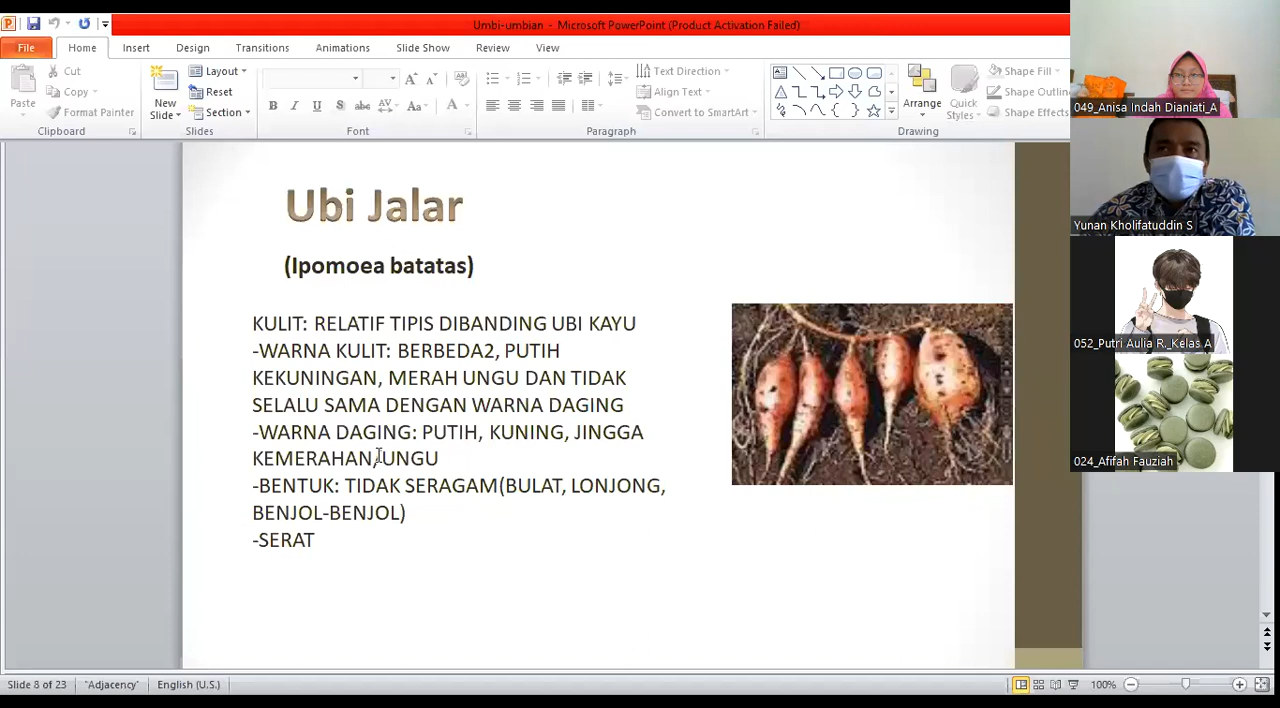 Umbi-umbian - Microsoft PowerPoint (Product Activation Failed)
File Home Insert Design Transitions Animations Slide Show Review View
Paste
Cut
Copy
Format Painter
Clipboard
New Slide
Layout
Reset
Section
Slides
B I U S abc AV Aa A
Font
Text Direction
Align Text
Convert to SmartArt
Paragraph
Arrange
Quick Styles
Shape Fill
Shape Outlin
Shape Effects
Drawing
Ubi Jalar
(Ipomoea batatas)
KULIT: RELATIF TIPIS DIBANDING UBI KAYU
-WARNA KULIT: BERBEDA2, PUTIH
KEKUNINGAN, MERAH UNGU DAN TIDAK
SELALU SAMA DENGAN WARNA DAGING
-WARNA DAGING: PUTIH, KUNING, JINGGA
KEMERAHAN, UNGU
-BENTUK: TIDAK SERAGAM(BULAT, LONJONG,
BENJOL-BENJOL)
-SERAT
049_Anisa Indah Dianiati_A
Yunan Kholifatuddin S
052_Putri Aulia R._Kelas A
024_Afifah Fauziah
Slide 8 of 23 "Adjacency" English (U.S.) 100%